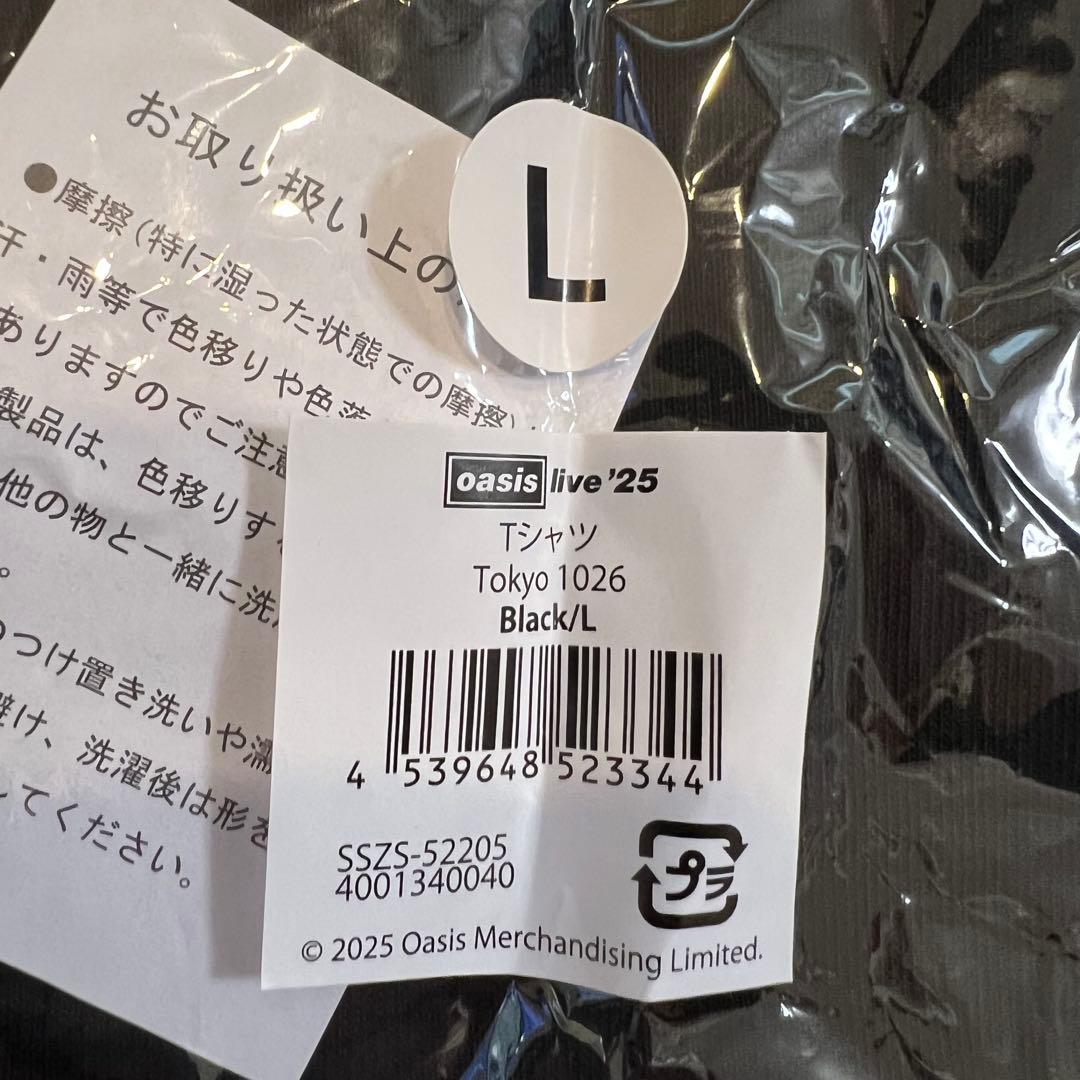 お取り扱い上の
●摩擦(特に湿った状態での摩擦)
汗・雨等で色移りや色落
ありますのでご注意
製品は、色移りす
他の物と一緒に洗
。
つけ置き洗いや濡
避け、洗濯後は形を
してください。
L
oasis live '25
Tシャツ
Tokyo 1026
Black/L
4 539648 523344
SSZS-52205
4001340040
プラ
© 2025 Oasis Merchandising Limited.